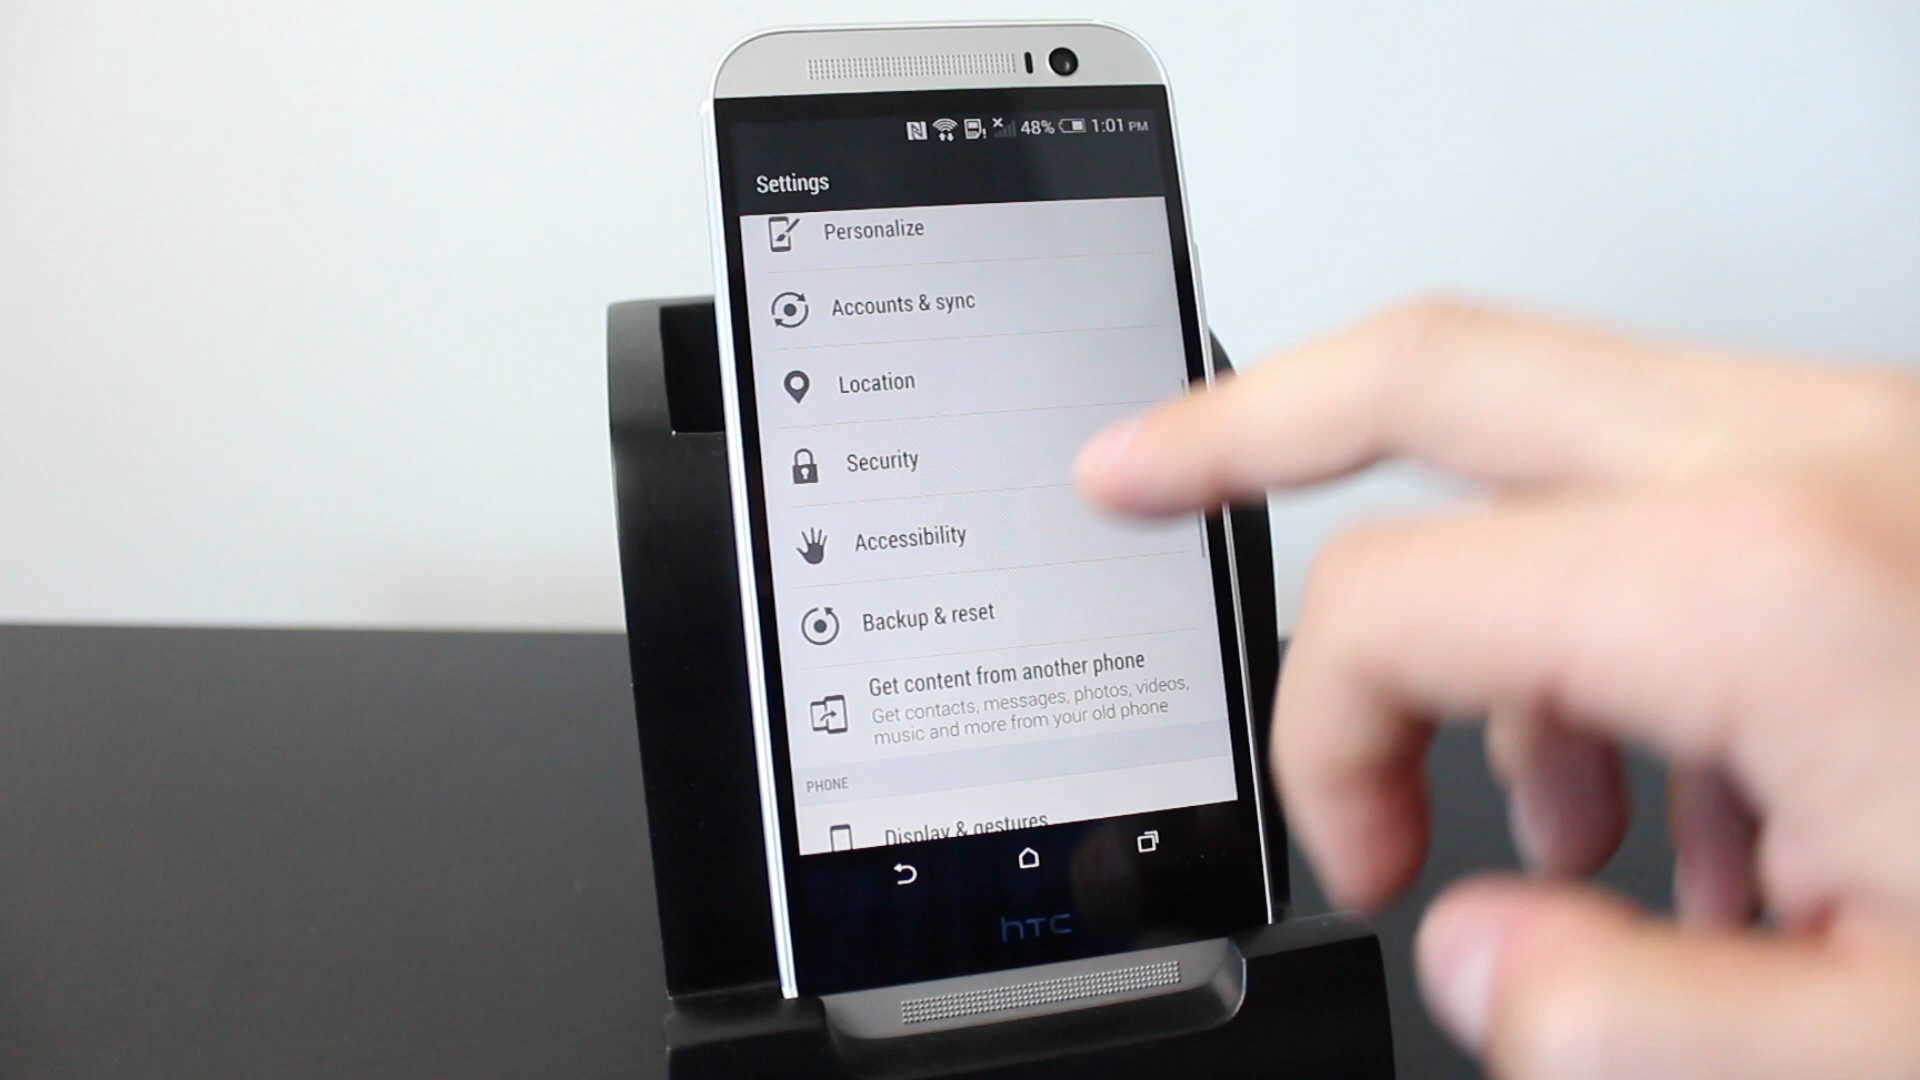 48% 1:01 PM
Settings
Personalize
Accounts & sync
Location
Security
Accessibility
Backup & reset
Get content from another phone
Get contacts, messages, photos, videos,
music and more from your old phone
PHONE
Display & gestures
hTC